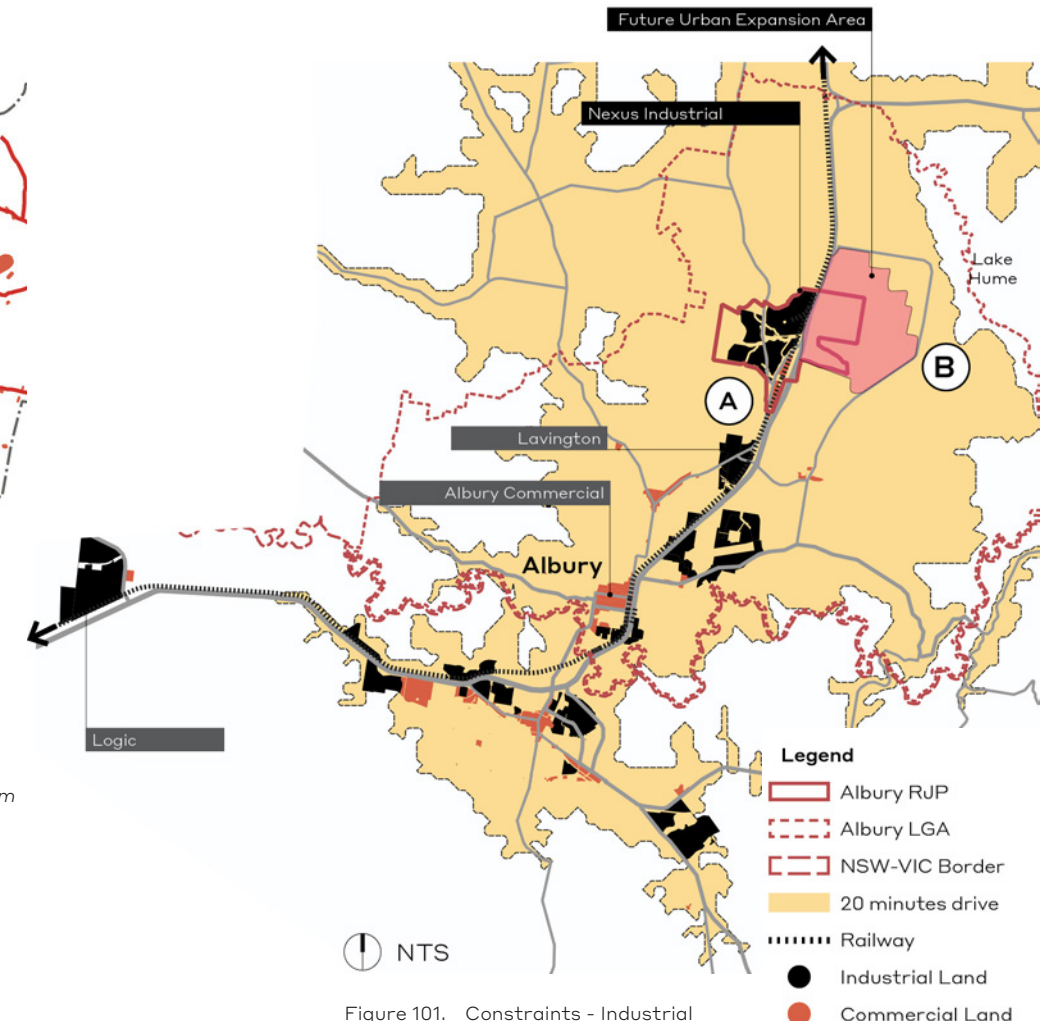 Future Urban Expansion Area
Nexus Industrial
Lake
Hume
B
A
Lavington
Albury Commercial
Albury
Logic
m
Legend
Albury RJP
Albury LGA
NSW-VIC Border
20 minutes drive
Railway
Industrial Land
Commercial Land
NTS
Figure 101. Constraints - Industrial